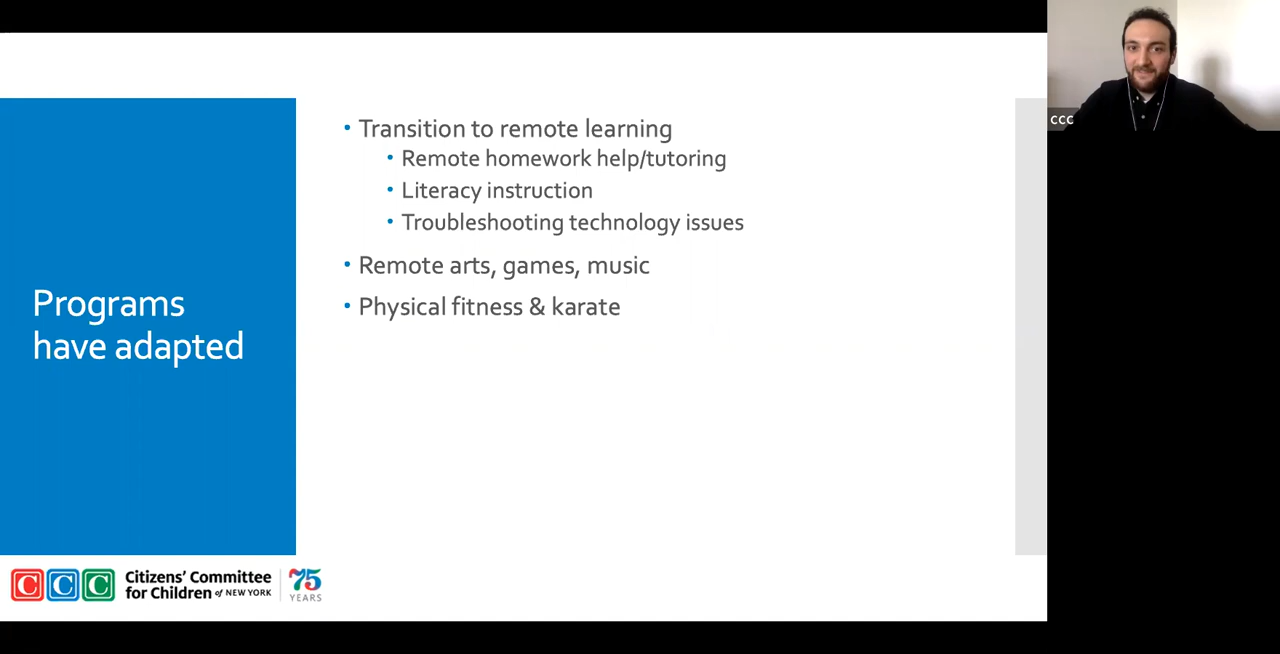 Programs
have adapted
• Transition to remote learning
• Remote homework help/tutoring
• Literacy instruction
• Troubleshooting technology issues
• Remote arts, games, music
• Physical fitness & karate
CCC
C C C
Citizens' Committee
for Children of NEW YORK
75
YEARS